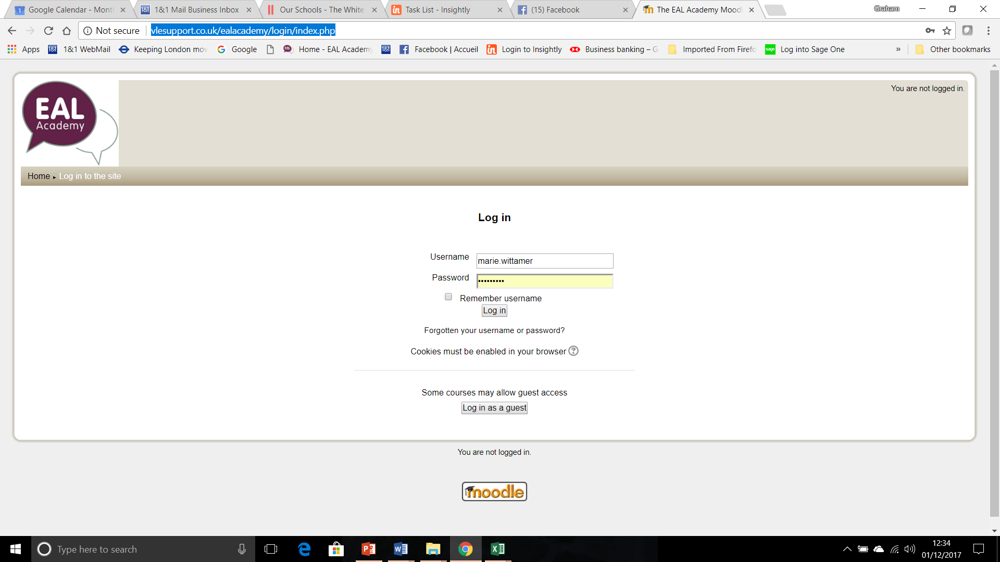 Google Calendar - Mont
1&1 Mail Business Inbox
Our Schools - The White
Task List - Insightly
(15) Facebook
The EAL Academy Mood
Graham
Not secure
vlesupport.co.uk/ealacademy/login/index.php
Apps
1&1 WebMail
Keeping London mov
Google
Home - EAL Academy
Facebook | Accueil
Login to Insightly
Business banking – G
Imported From Firefo
sage
Log into Sage One
»
Other bookmarks
You are not logged in.
EAL
Academy
Home ► Log in to the site
Log in
Username
marie.wittamer
Password
•••••••••
Remember username
Log in
Forgotten your username or password?
Cookies must be enabled in your browser
Some courses may allow guest access
Log in as a guest
You are not logged in.
moodle
Type here to search
12:34
01/12/2017